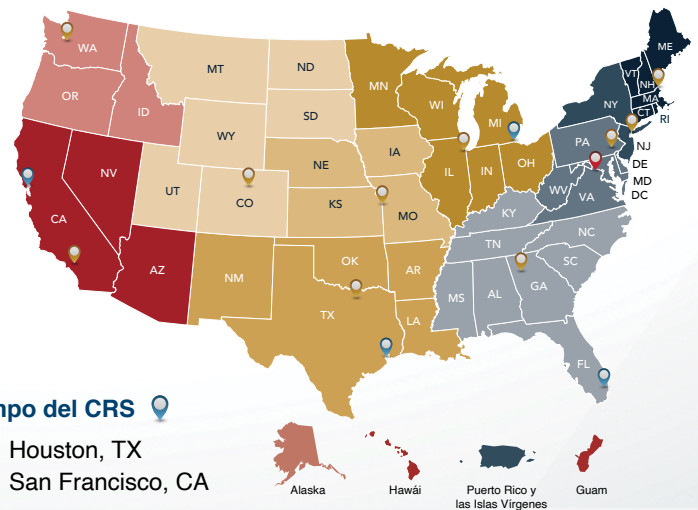 WA
ME
MT
ND
VT
MN
NH
OR
MA
ID
SD
WI
NY
CT
RI
MI
WY
PA
NJ
IA
NE
OH
DE
NV
IL
IN
MD
UT
WV
DC
CO
KS
VA
MO
KY
CA
NC
TN
OK
SC
AZ
NM
AR
MS
AL
GA
TX
LA
FL
mpo del CRS
Houston, TX
San Francisco, CA
Alaska
Hawái
Puerto Rico y
las Islas Vírgenes
Guam